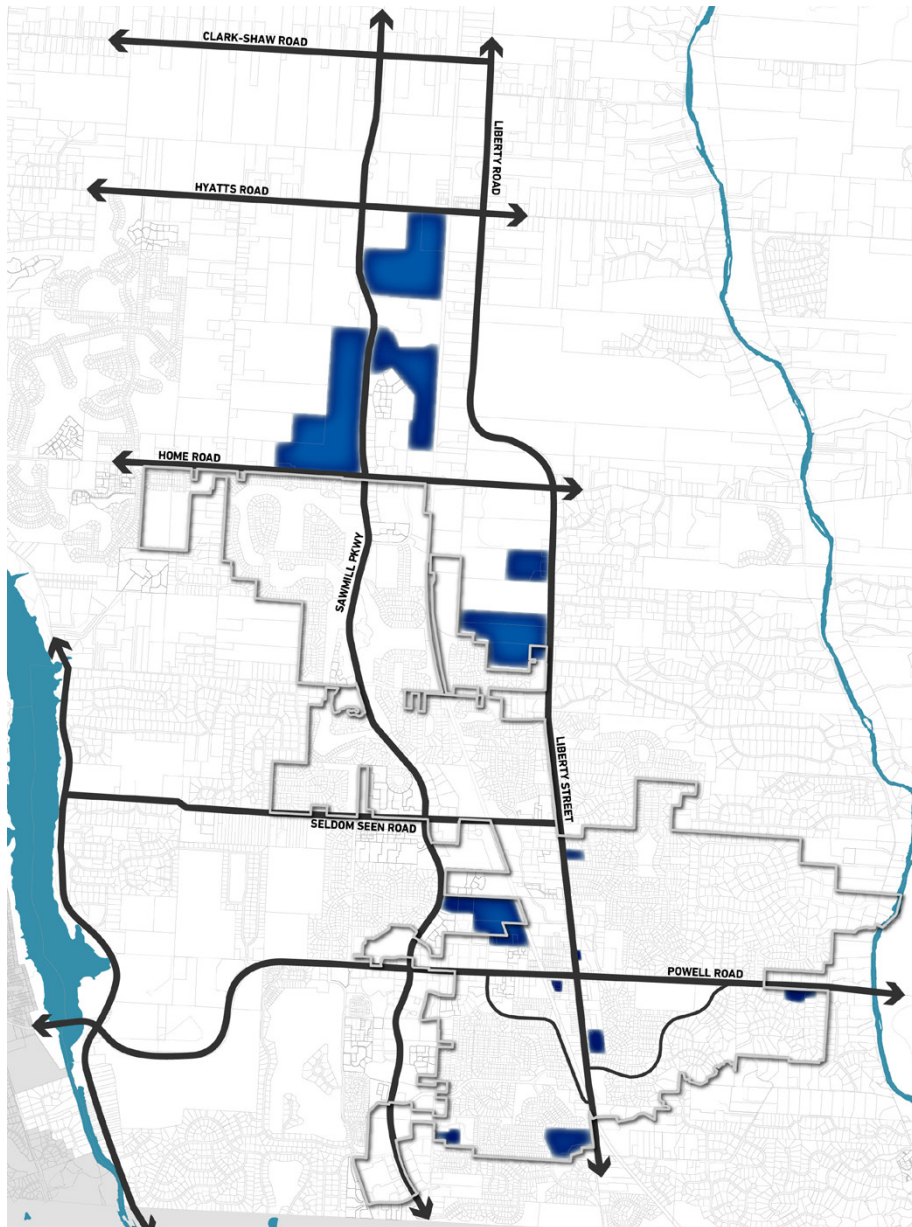 CLARK-SHAW ROAD
LIBERTY ROAD
HYATTS ROAD
HOME ROAD
SAWMILL PKWY
LIBERTY STREET
SELDOM SEEN ROAD
POWELL ROAD